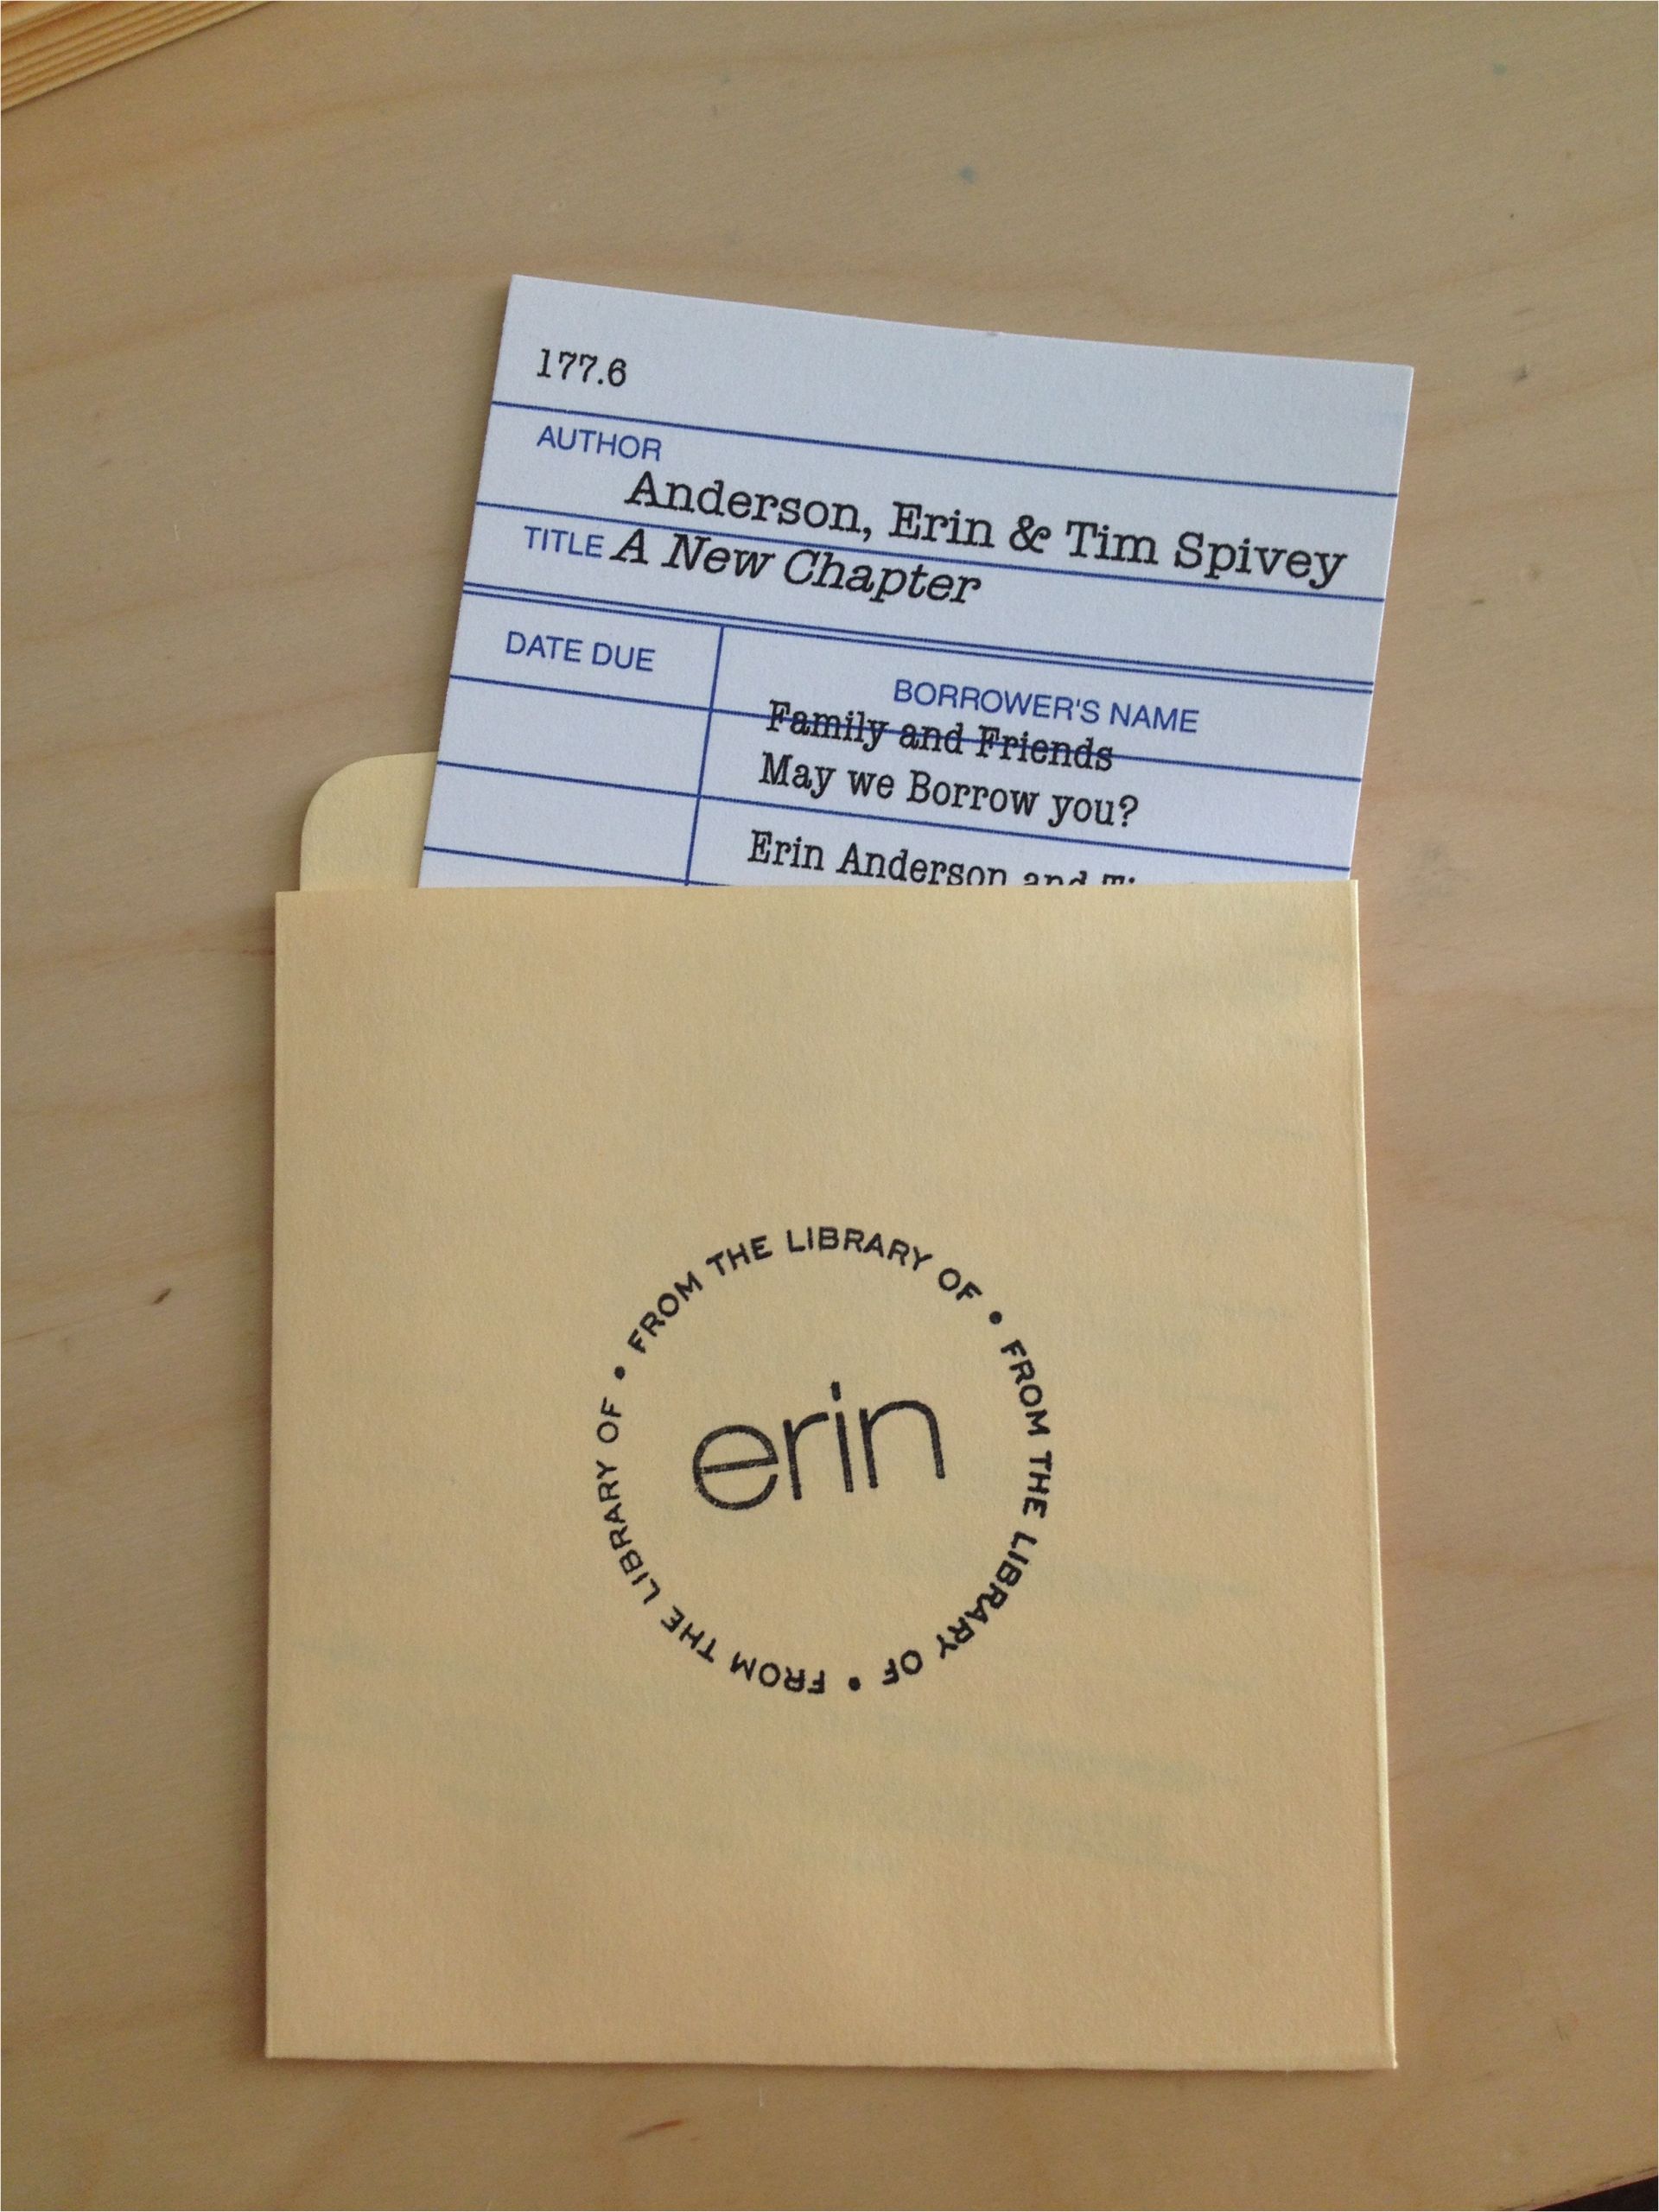 177.6
AUTHOR
Anderson, Erin & Tim Spivey
TITLE A New Chapter
DATE DUE
BORROWER'S NAME
Family and Friends
May we Borrow you?
Erin Anderson and
FROM THE LIBRARY OF • FROM THE LIBRARY OF • FROM THE LIBRARY OF •
erin